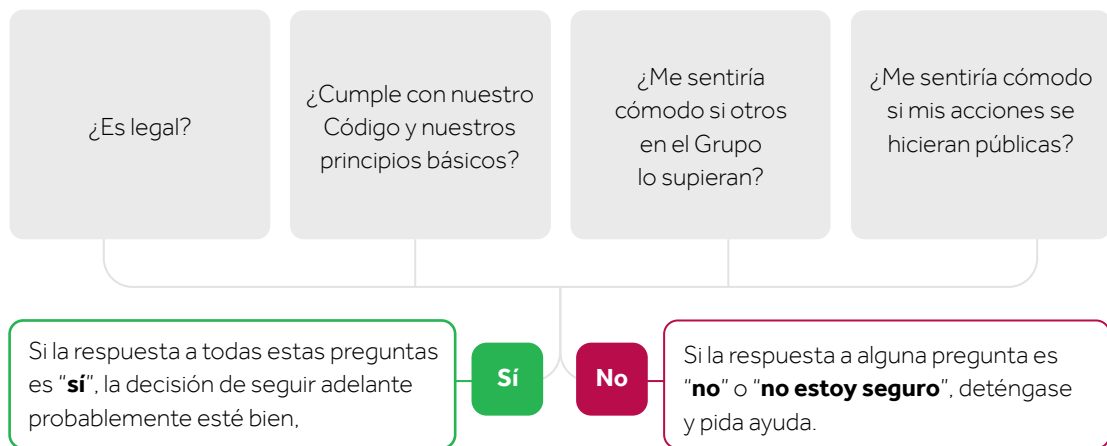 ¿Es legal?
¿Cumple con nuestro
Código y nuestros
principios básicos?
¿Me sentiría
cómodo si otros
en el Grupo
lo supieran?
¿Me sentiría cómodo
si mis acciones se
hicieran públicas?
Si la respuesta a todas estas preguntas
es “sí”, la decisión de seguir adelante
probablemente esté bien,
Sí
No
Si la respuesta a alguna pregunta es
“no” o “no estoy seguro”, deténgase
y pida ayuda.